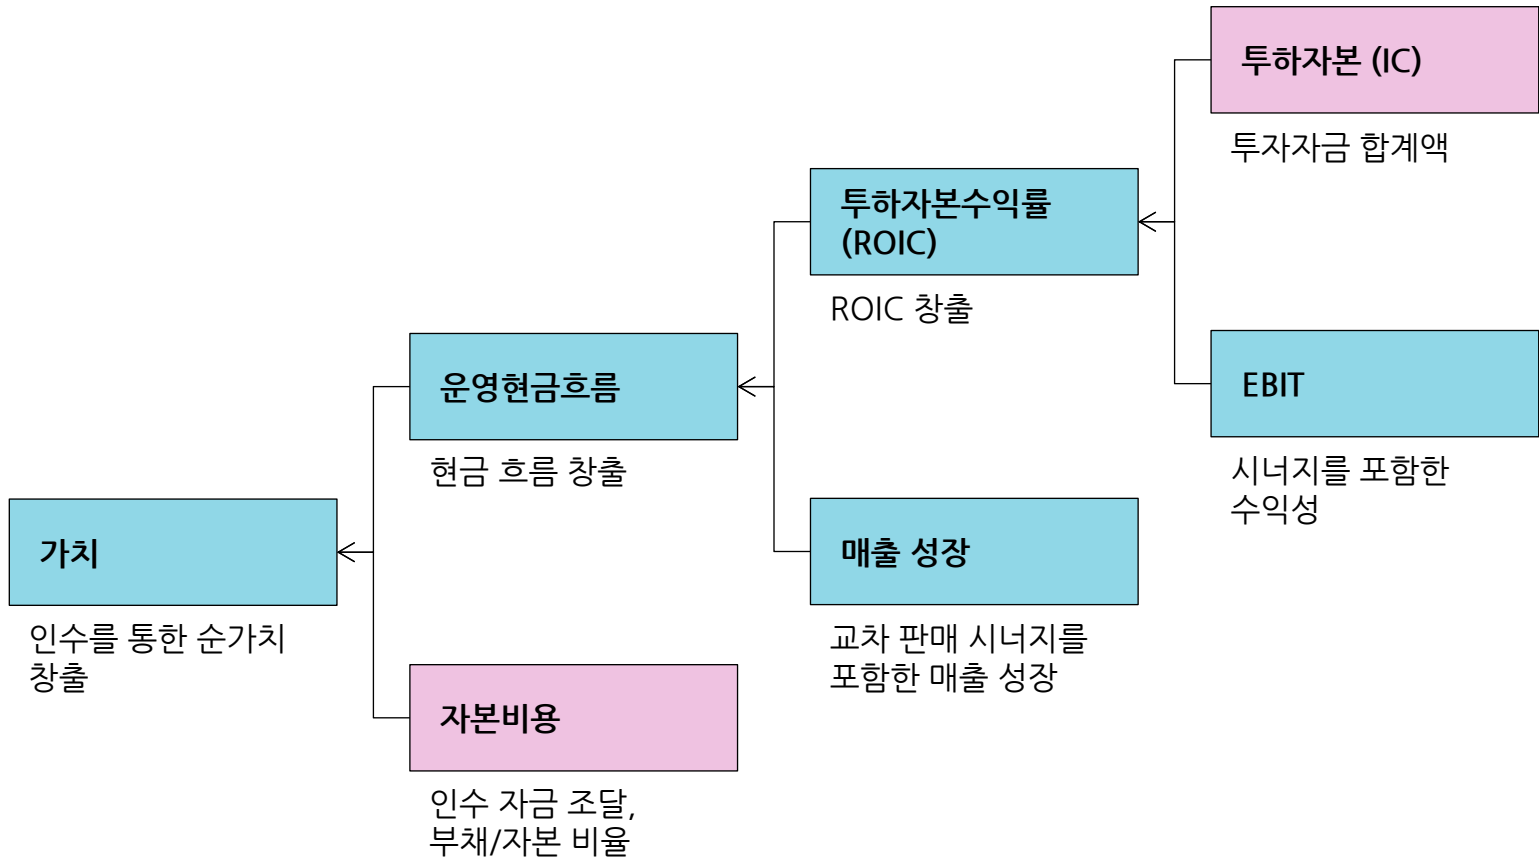 투하자본 (IC)
투자자금 합계액
투하자본수익률
(ROIC)
ROIC 창출
운영현금흐름
현금 흐름 창출
EBIT
시너지를 포함한
수익성
가치
인수를 통한 순가치
창출
매출 성장
교차 판매 시너지를
포함한 매출 성장
자본비용
인수 자금 조달,
부채/자본 비율